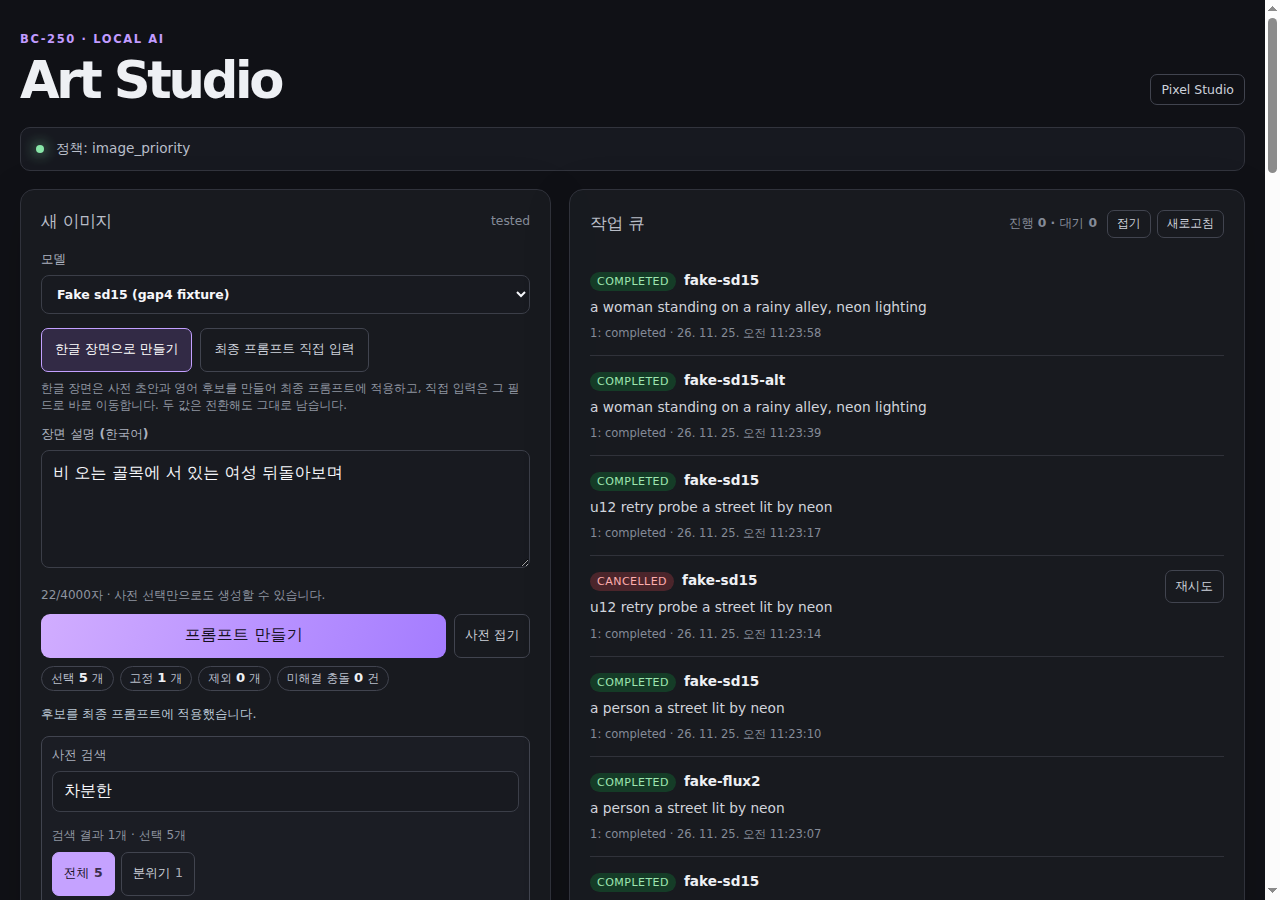 BC-250 · LOCAL AI
Art Studio
Pixel Studio
정책: image_priority
새 이미지
tested
모델
Fake sd15 (gap4 fixture)
한글 장면으로 만들기
최종 프롬프트 직접 입력
한글 장면은 사전 초안과 영어 후보를 만들어 최종 프롬프트에 적용하고, 직접 입력은 그 필
드로 바로 이동합니다. 두 값은 전환해도 그대로 남습니다.
장면 설명 (한국어)
비 오는 골목에 서 있는 여성 뒤돌아보며
22/4000자 · 사전 선택만으로도 생성할 수 있습니다.
프롬프트 만들기
사전 접기
선택 5 개
고정 1 개
제외 0 개
미해결 충돌 0 건
후보를 최종 프롬프트에 적용했습니다.
사전 검색
차분한
검색 결과 1개 · 선택 5개
전체 5
분위기 1
작업 큐
진행 0 · 대기 0
접기
새로고침
COMPLETED fake-sd15
a woman standing on a rainy alley, neon lighting
1: completed · 26. 11. 25. 오전 11:23:58
COMPLETED fake-sd15-alt
a woman standing on a rainy alley, neon lighting
1: completed · 26. 11. 25. 오전 11:23:39
COMPLETED fake-sd15
u12 retry probe a street lit by neon
1: completed · 26. 11. 25. 오전 11:23:17
CANCELLED fake-sd15
재시도
u12 retry probe a street lit by neon
1: completed · 26. 11. 25. 오전 11:23:14
COMPLETED fake-sd15
a person a street lit by neon
1: completed · 26. 11. 25. 오전 11:23:10
COMPLETED fake-flux2
a person a street lit by neon
1: completed · 26. 11. 25. 오전 11:23:07
COMPLETED fake-sd15